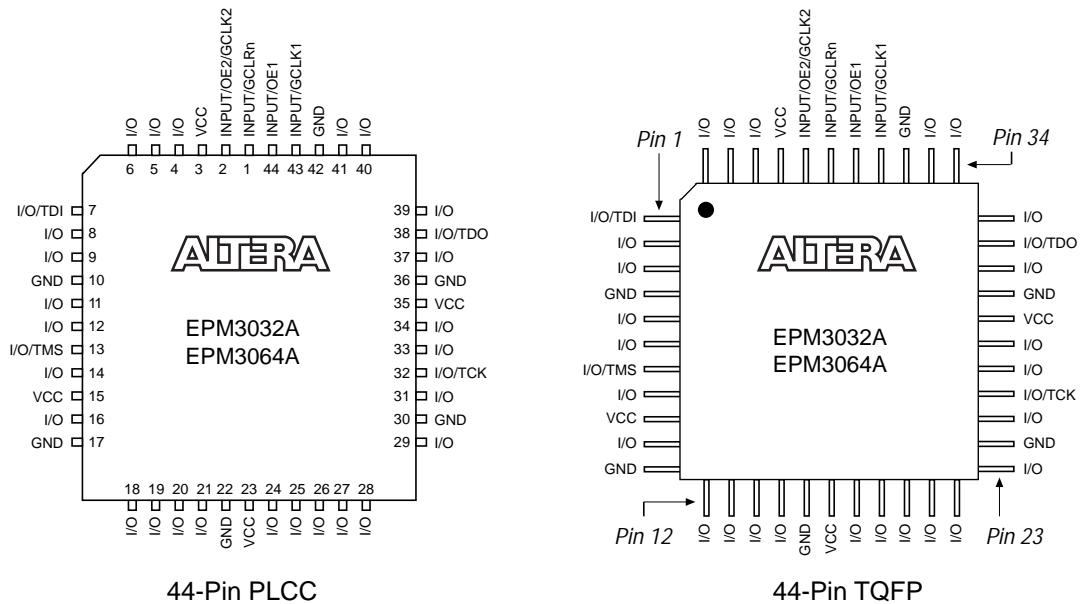 I/O
I/O
I/O
VCC
INPUT/OE2/GCLK2
INPUT/GCLRn
INPUT/OE1
INPUT/GCLK1
GND
I/O
I/O
6 5 4 3 2 1 44 43 42 41 40
I/O/TDI 7
I/O 8
I/O 9
GND 10
I/O 11
I/O 12
I/O/TMS 13
I/O 14
VCC 15
I/O 16
GND 17
39 I/O
38 I/O/TDO
37 I/O
36 GND
35 VCC
34 I/O
33 I/O
32 I/O/TCK
31 I/O
30 GND
29 I/O
ALTERA
EPM3032A
EPM3064A
18 19 20 21 22 23 24 25 26 27 28
I/O
I/O
I/O
I/O
GND
VCC
I/O
I/O
I/O
I/O
I/O
44-Pin PLCC
I/O
I/O
I/O
VCC
INPUT/OE2/GCLK2
INPUT/GCLRn
INPUT/OE1
INPUT/GCLK1
GND
I/O
I/O
Pin 1
Pin 34
I/O/TDI
I/O
I/O
GND
I/O
I/O
I/O/TMS
I/O
VCC
I/O
GND
I/O
I/O/TDO
I/O
GND
VCC
I/O
I/O
I/O/TCK
I/O
GND
I/O
ALTERA
EPM3032A
EPM3064A
Pin 12
Pin 23
I/O
I/O
I/O
I/O
GND
VCC
I/O
I/O
I/O
I/O
I/O
44-Pin TQFP